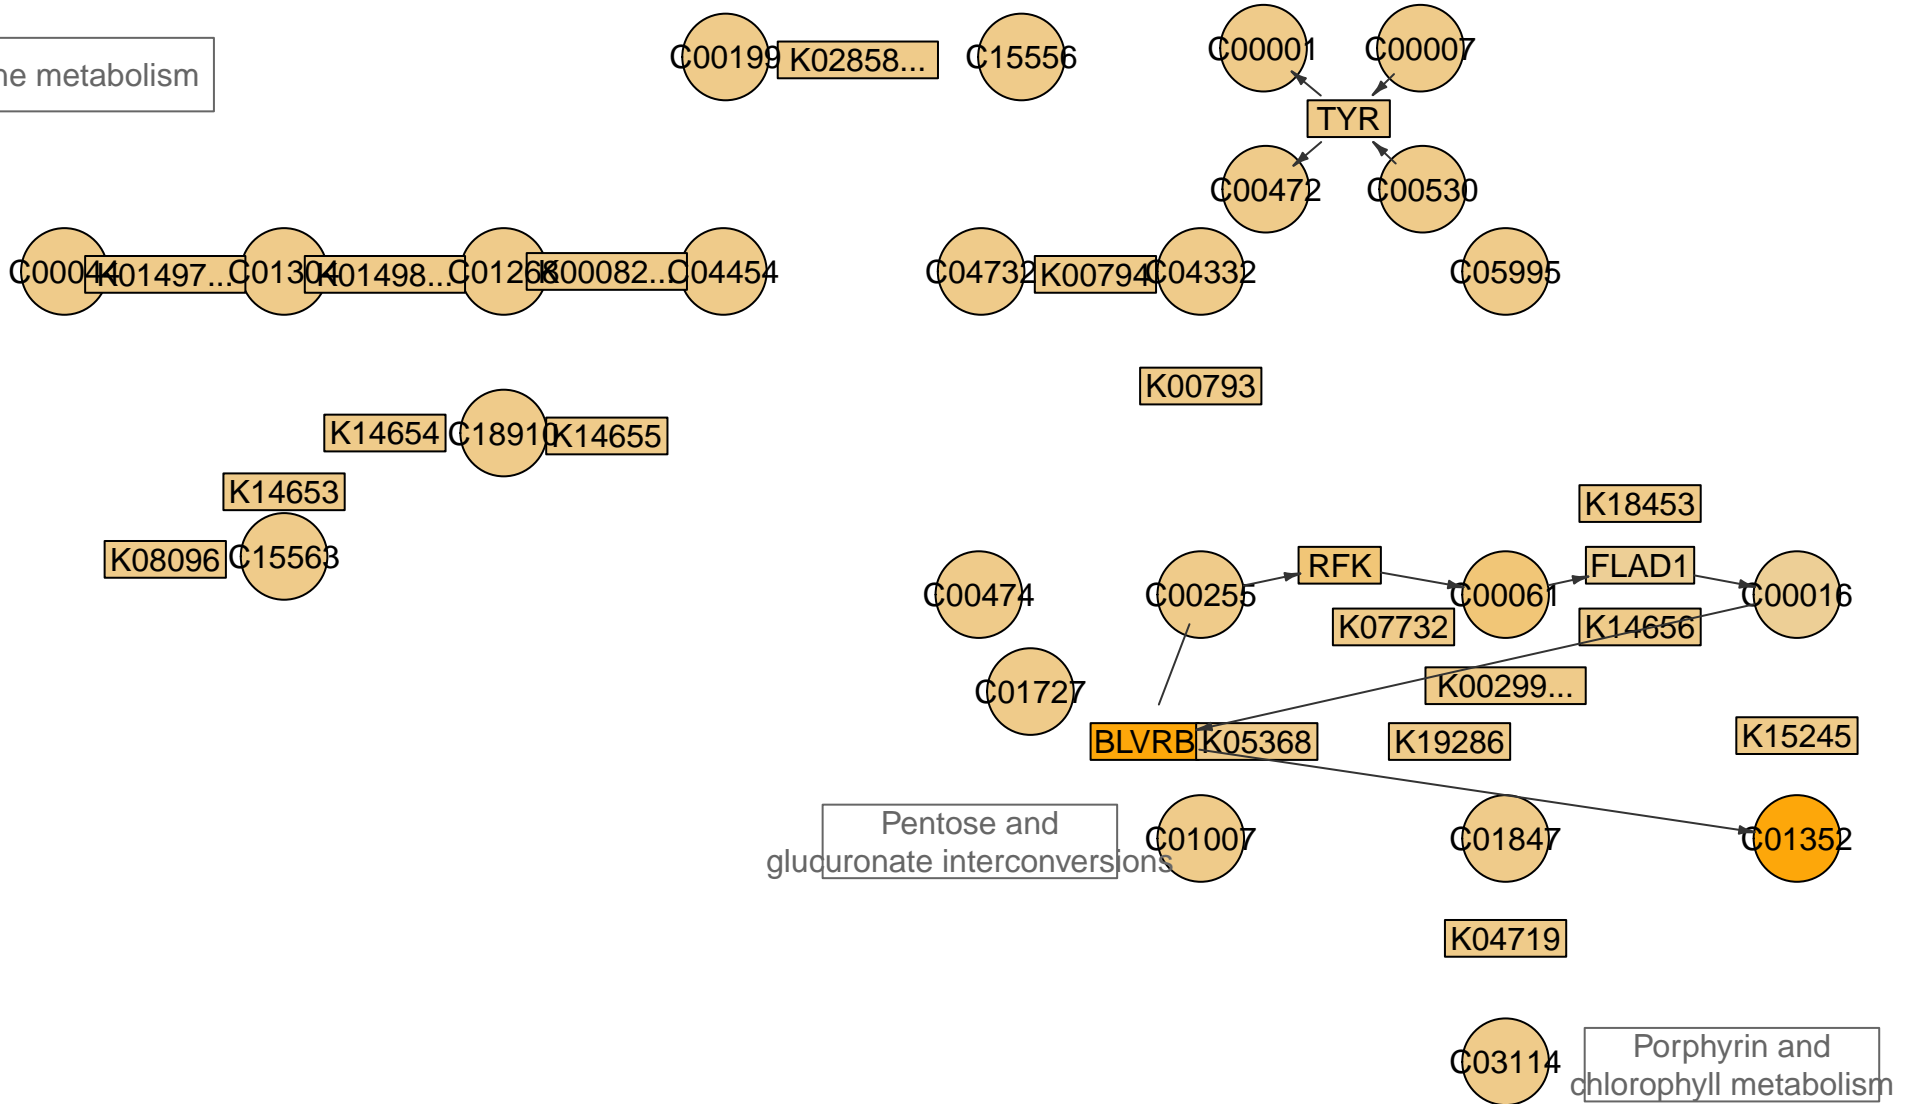 C00199
K02858...
C15556
C00001
C00007
ne metabolism
TYR
C00472
C00530
C00044
K01497...
C01304
K01498...
C01268
K00082...
C04454
C04732
K00794
C04332
C05995
K00793
K14654
C18910
K14655
K14653
K08096
C15563
K18453
RFK
FLAD1
C00474
C00255
C00061
C00016
K07732
K14656
C01727
K00299...
BLVRB
K05368
K19286
K15245
Pentose and
glucuronate interconversions
C01007
C01847
C01352
K04719
C03114
Porphyrin and
chlorophyll metabolism